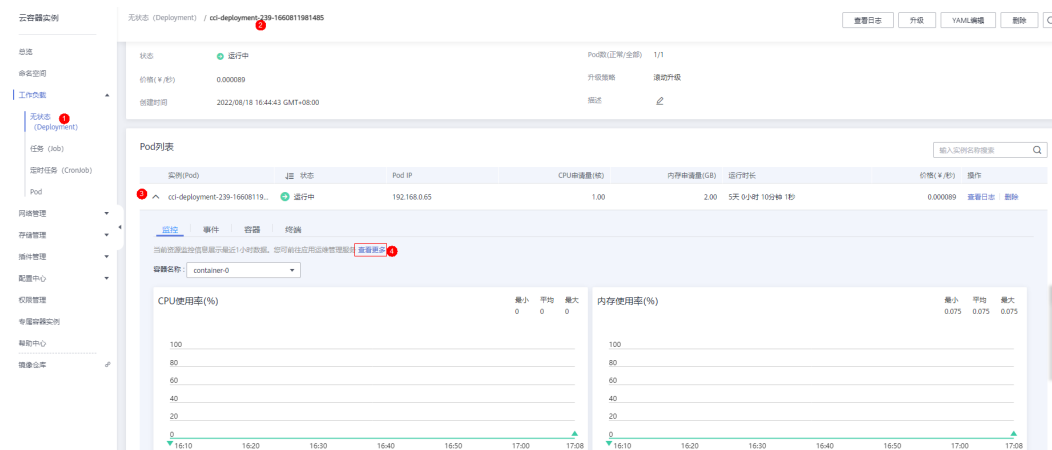 云容器实例
无状态（Deployment） / cci-deployment-239-1660811981485
2
查看日志
升级
YAML编辑
删除
总览
命名空间
工作负载
无状态（Deployment）
1
任务（Job）
定时任务（CronJob）
Pod
网络管理
存储管理
插件管理
配置中心
权限管理
专属容器实例
帮助中心
镜像仓库
状态 运行中
Pod数(正常/全部) 1/1
价格(￥/秒) 0.000089
升级策略 滚动升级
创建时间 2022/08/18 16:44:43 GMT+08:00
描述
Pod列表
输入实例名称搜索
实例(Pod) 状态 Pod IP CPU申请量(核) 内存申请量(GB) 运行时长 价格(￥/秒) 操作
3 cci-deployment-239-16608119... 运行中 192.168.0.65 1.00 2.00 5天 0小时 10分钟 1秒 0.000089 查看日志 删除
监控 事件 容器 终端
当前资源监控信息展示最近1小时数据。您可前往应用运维管理服务 查看更多 4
容器名称： container-0
CPU使用率(%) 最小 平均 最大
0 0 0
100
80
60
40
20
0
16:10 16:20 16:30 16:40 16:50 17:00 17:08
内存使用率(%) 最小 平均 最大
0.075 0.075 0.075
100
80
60
40
20
0
16:10 16:20 16:30 16:40 16:50 17:00 17:08